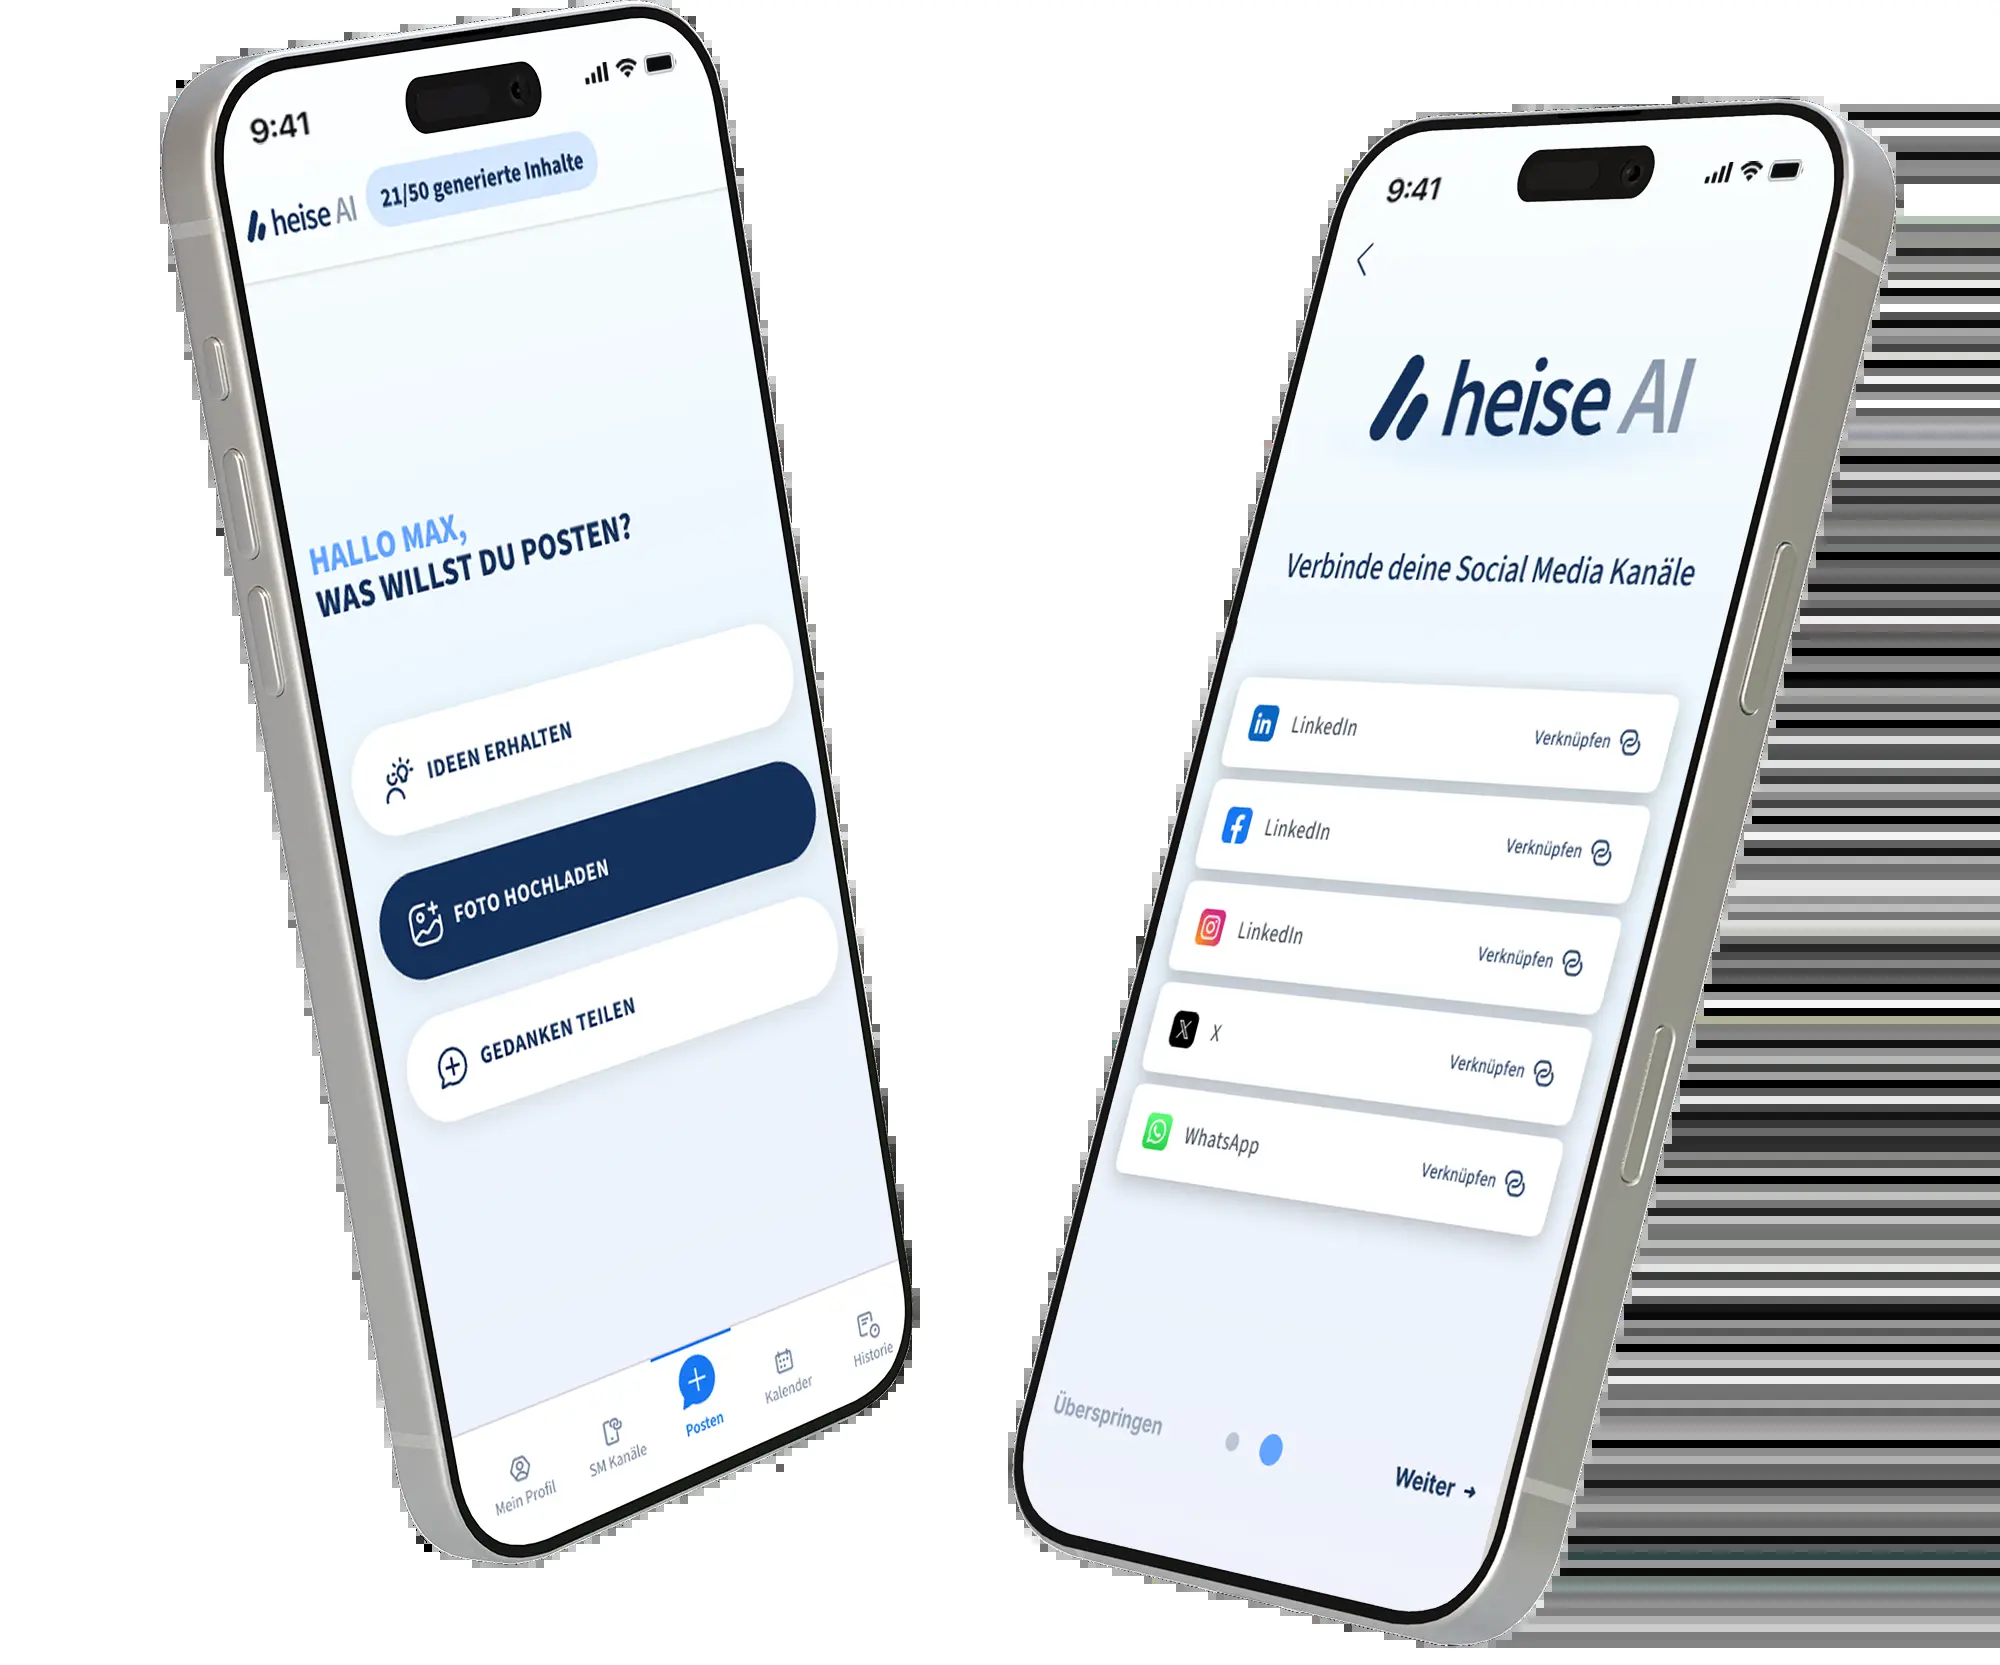 9:41
heise AI
21/50 generierte Inhalte
HALLO MAX,
WAS WILLST DU POSTEN?
IDEEN ERHALTEN
FOTO HOCHLADEN
GEDANKEN TEILEN
Mein Profil
SM Kanäle
Posten
Kalender
Historie
9:41
heise AI
Verbinde deine Social Media Kanäle
in LinkedIn Verknüpfen
LinkedIn Verknüpfen
LinkedIn Verknüpfen
X Verknüpfen
WhatsApp Verknüpfen
Überspringen
Weiter →